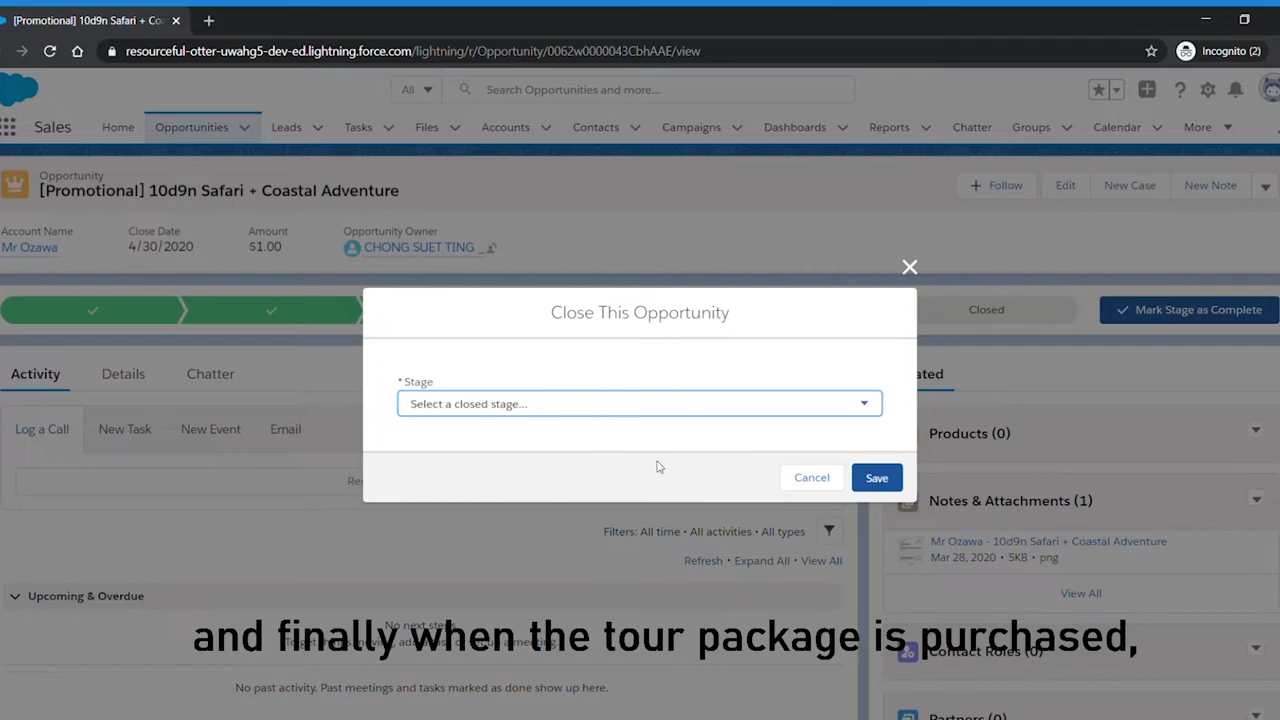 [Promotional] 10d9n Safari + Co
resourceful-otter-uwahg5-dev-ed.lightning.force.com/lightning/r/Opportunity/0062w0000043CbhAAE/view
Incognito (2)
All
Search Opportunities and more...
Sales
Home
Opportunities
Leads
Tasks
Files
Accounts
Contacts
Campaigns
Dashboards
Reports
Chatter
Groups
Calendar
More
Opportunity
[Promotional] 10d9n Safari + Coastal Adventure
+ Follow
Edit
New Case
New Note
Account Name
Mr Ozawa
Close Date
4/30/2020
Amount
$1.00
Opportunity Owner
CHONG SUET TING _
Closed
Mark Stage as Complete
Close This Opportunity
* Stage
Select a closed stage...
Cancel
Save
Activity
Details
Chatter
Log a Call
New Task
New Event
Email
Filters: All time • All activities • All types
Refresh • Expand All • View All
Upcoming & Overdue
No past activity. Past meetings and tasks marked as done show up here.
Products (0)
Notes & Attachments (1)
Mr Ozawa - 10d9n Safari + Coastal Adventure
Mar 28, 2020 • 5KB • png
View All
Contact Roles (0)
Partners (0)
and finally when the tour package is purchased,